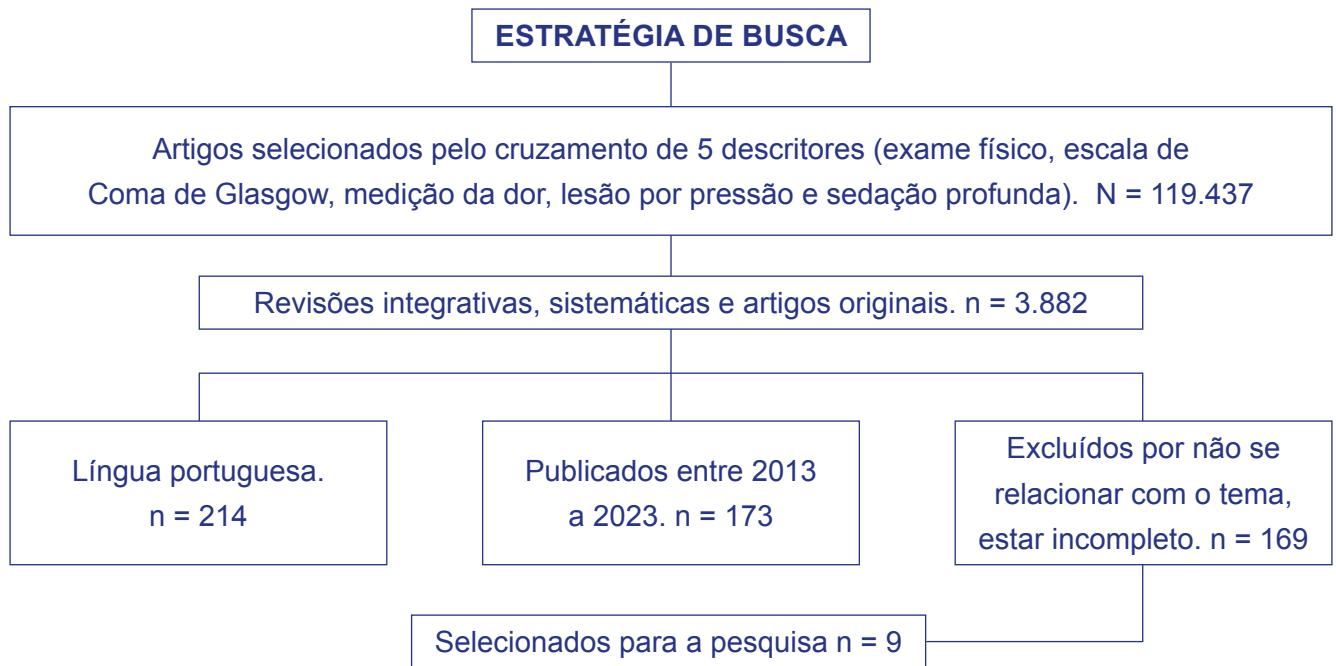 ESTRATÉGIA DE BUSCA
Artigos selecionados pelo cruzamento de 5 descritores (exame físico, escala de
Coma de Glasgow, medição da dor, lesão por pressão e sedação profunda). N = 119.437
Revisões integrativas, sistemáticas e artigos originais. n = 3.882
Língua portuguesa.
n = 214
Publicados entre 2013
a 2023. n = 173
Excluídos por não se
relacionar com o tema,
estar incompleto. n = 169
Selecionados para a pesquisa n = 9